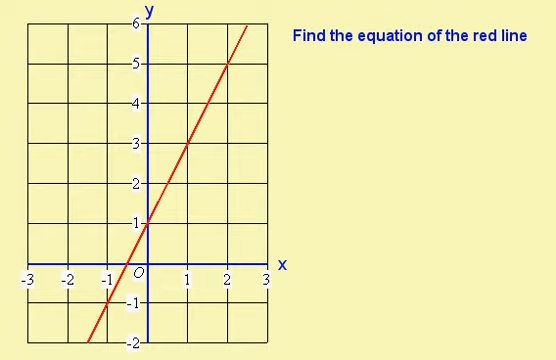 y
Find the equation of the red line
6
5
4
3
2
1
x
O
-3 -2 -1 1 2 3
-1
-2